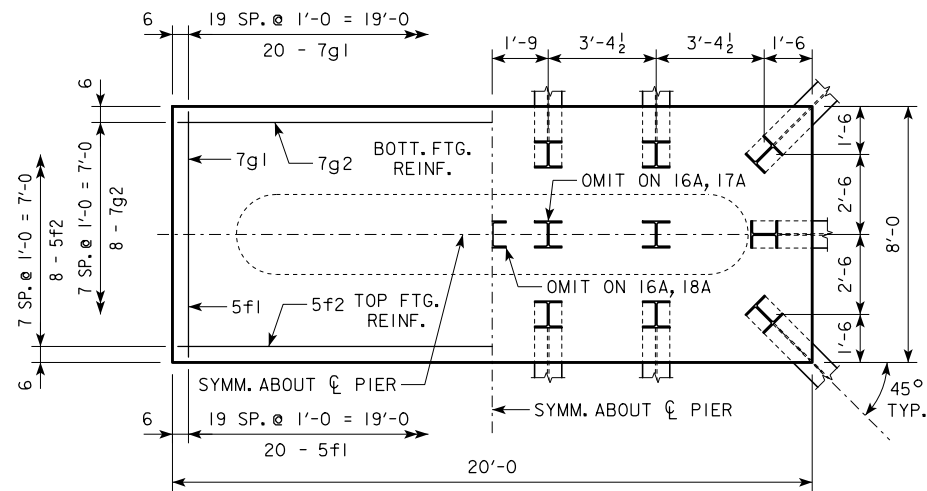 6
19 SP. @ 1'-0 = 19'-0
20 - 7g1
1'-9
3'-4½
3'-4½
1'-6
6
7 SP. @ 1'-0 = 7'-0
8 - 5f2
7 SP. @ 1'-0 = 7'-0
8 - 7g2
6
7g1
7g2
BOTT. FTG.
REINF.
OMIT ON 16A, 17A
OMIT ON 16A, 18A
5f1
5f2
TOP FTG.
REINF.
SYMM. ABOUT ℄ PIER
SYMM. ABOUT ℄ PIER
1'-6
2'-6
2'-6
1'-6
8'-0
45°
TYP.
6
19 SP. @ 1'-0 = 19'-0
20 - 5f1
20'-0